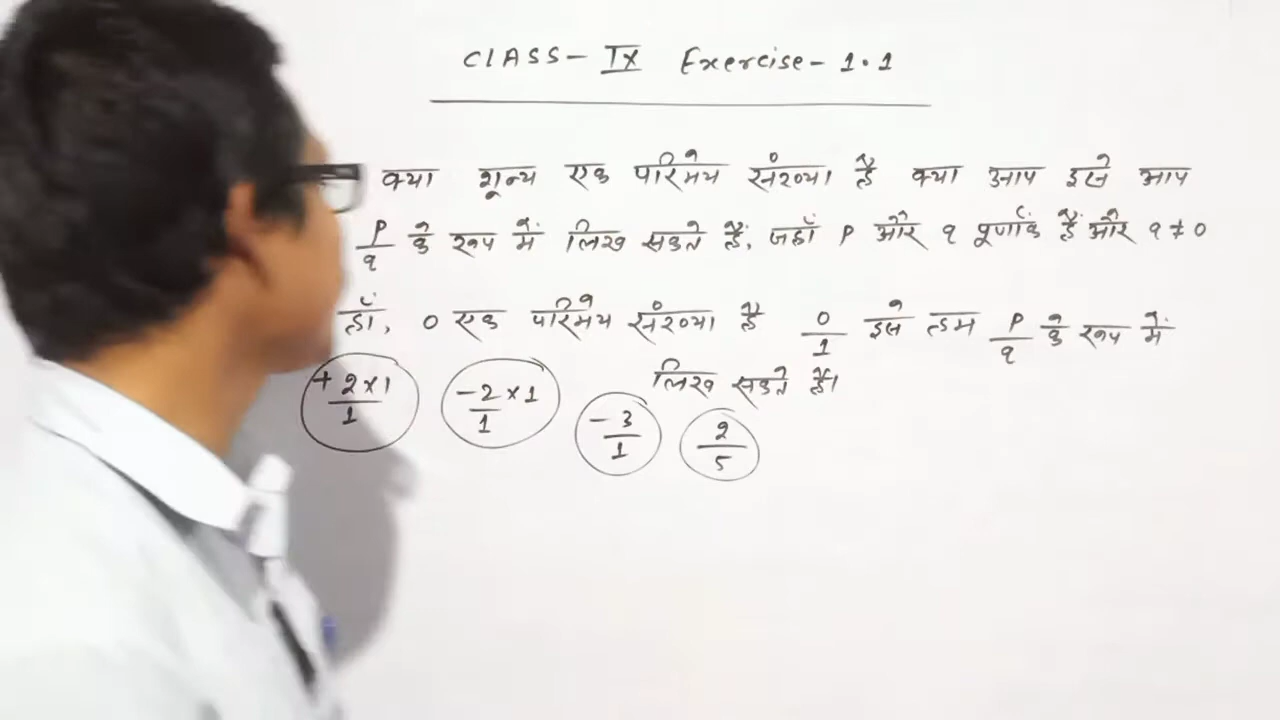 CLASS - IX Exercise - 1.1
क्या शून्य एक परिमेय संख्या है क्या आप इसे आप
p/q के रूप में लिख सकते हैं, जहाँ p और q पूर्णांक हैं और q ≠ 0
हाँ, 0 एक परिमेय संख्या है 0/1 इसे हम p/q के रूप में
लिख सकते हैं।
+2×1/1 -2/1 × 1 -3/1 2/5